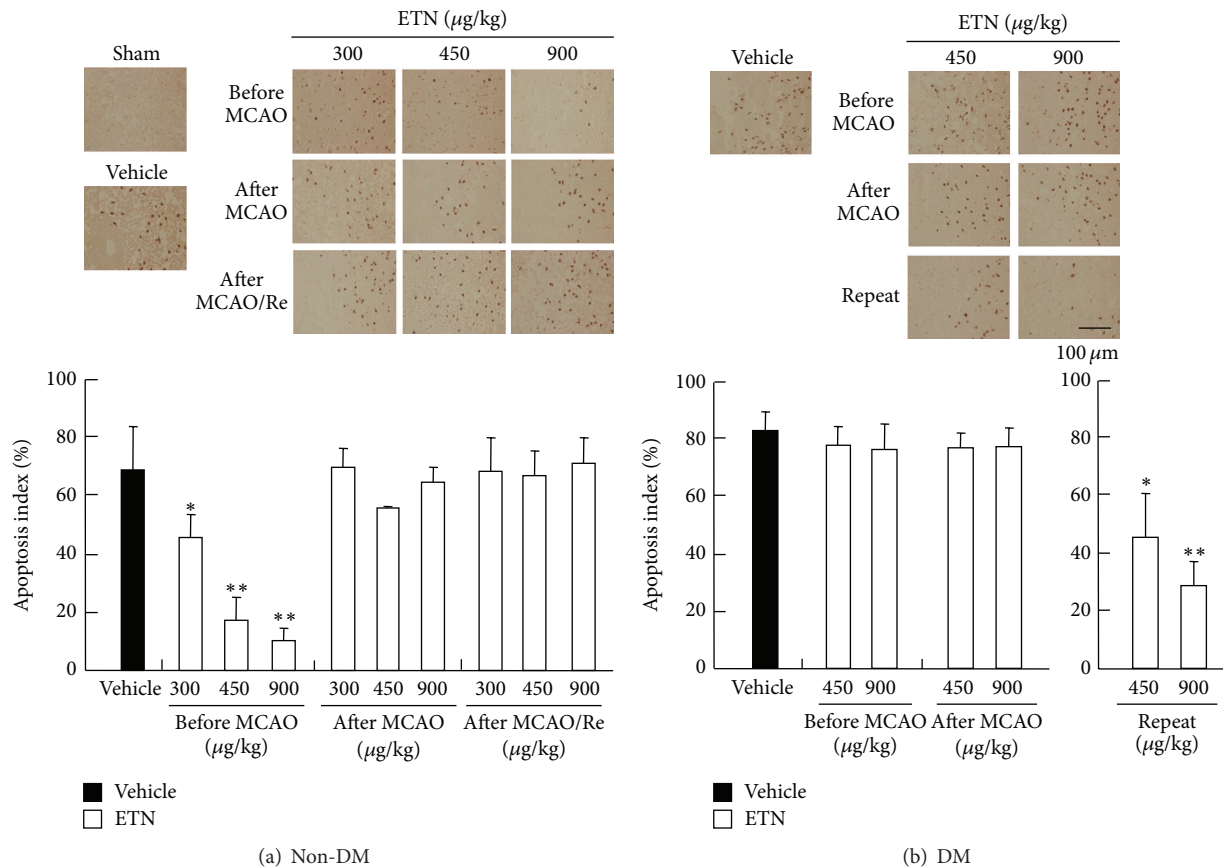 ETN (μg/kg)
300 450 900
Sham
Before
MCAO
Vehicle
After
MCAO
After
MCAO/Re
100
80
60
40
20
0
Apoptosis index (%)
*
**
**
Vehicle
300 450 900 300 450 900 300 450 900
Before MCAO After MCAO After MCAO/Re
(μg/kg) (μg/kg) (μg/kg)
Vehicle
ETN
(a) Non-DM
ETN (μg/kg)
450 900
Vehicle
Before
MCAO
After
MCAO
Repeat
100 μm
100
80
60
40
20
0
Apoptosis index (%)
Vehicle
450 900 450 900
Before MCAO After MCAO
(μg/kg) (μg/kg)
100
80
60
40
20
0
*
**
450 900
Repeat
(μg/kg)
(b) DM